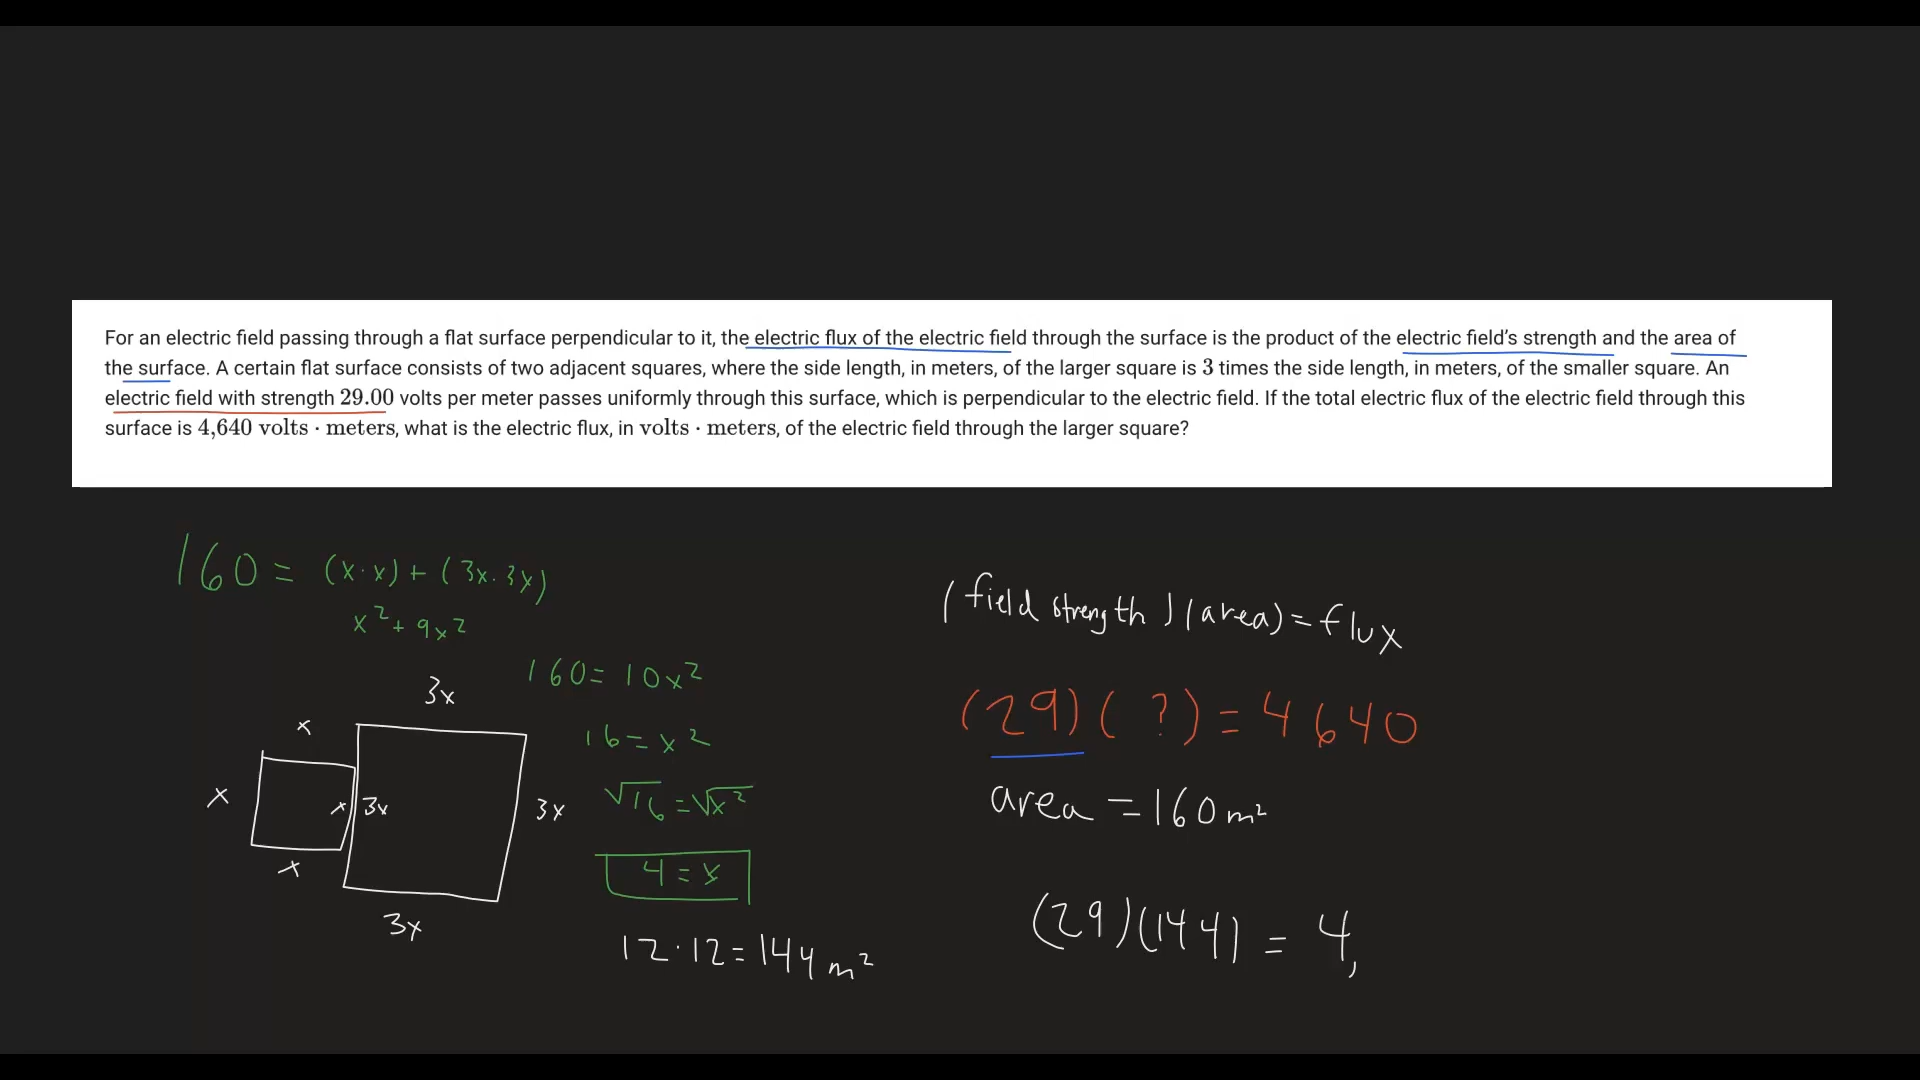 For an electric field passing through a flat surface perpendicular to it, the electric flux of the electric field through the surface is the product of the electric field’s strength and the area of
the surface. A certain flat surface consists of two adjacent squares, where the side length, in meters, of the larger square is 3 times the side length, in meters, of the smaller square. An
electric field with strength 29.00 volts per meter passes uniformly through this surface, which is perpendicular to the electric field. If the total electric flux of the electric field through this
surface is 4,640 volts · meters, what is the electric flux, in volts · meters, of the electric field through the larger square?
160 = (x·x) + (3x·3x)
x² + 9x²
160 = 10x²
16 = x²
√16 = √x²
4 = x
12·12 = 144 m²
3x
x
x
x
3x
3x
x
3x
(field strength)(area) = flux
(29)(?) = 4640
area = 160 m²
(29)(144) = 4,